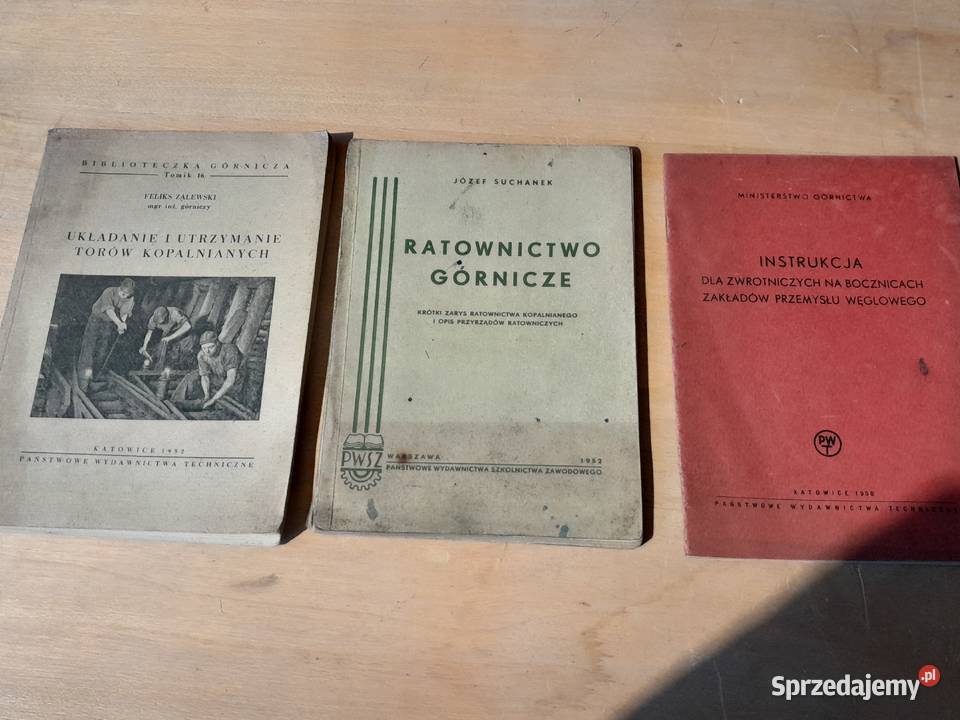 BIBLIOTECZKA GÓRNICZA
Tomik 16
FELIKS ZALEWSKI
mgr inż. górniczy
UKŁADANIE I UTRZYMANIE
TORÓW KOPALNIANYCH
KATOWICE 1952
PAŃSTWOWE WYDAWNICTWA TECHNICZNE
JÓZEF SUCHANEK
RATOWNICTWO
GÓRNICZE
KRÓTKI ZARYS RATOWNICTWA KOPALNIANEGO
I OPIS PRZYRZĄDÓW RATOWNICZYCH
PWSZ
WARSZAWA 1952
PAŃSTWOWE WYDAWNICTWA SZKOLNICTWA ZAWODOWEGO
MINISTERSTWO GÓRNICTWA
INSTRUKCJA
DLA ZWROTNICZYCH NA BOCZNICACH
ZAKŁADÓW PRZEMYSŁU WĘGLOWEGO
PWT
KATOWICE 1950
PAŃSTWOWE WYDAWNICTWA TECHNICZNE
Sprzedajemy.pl